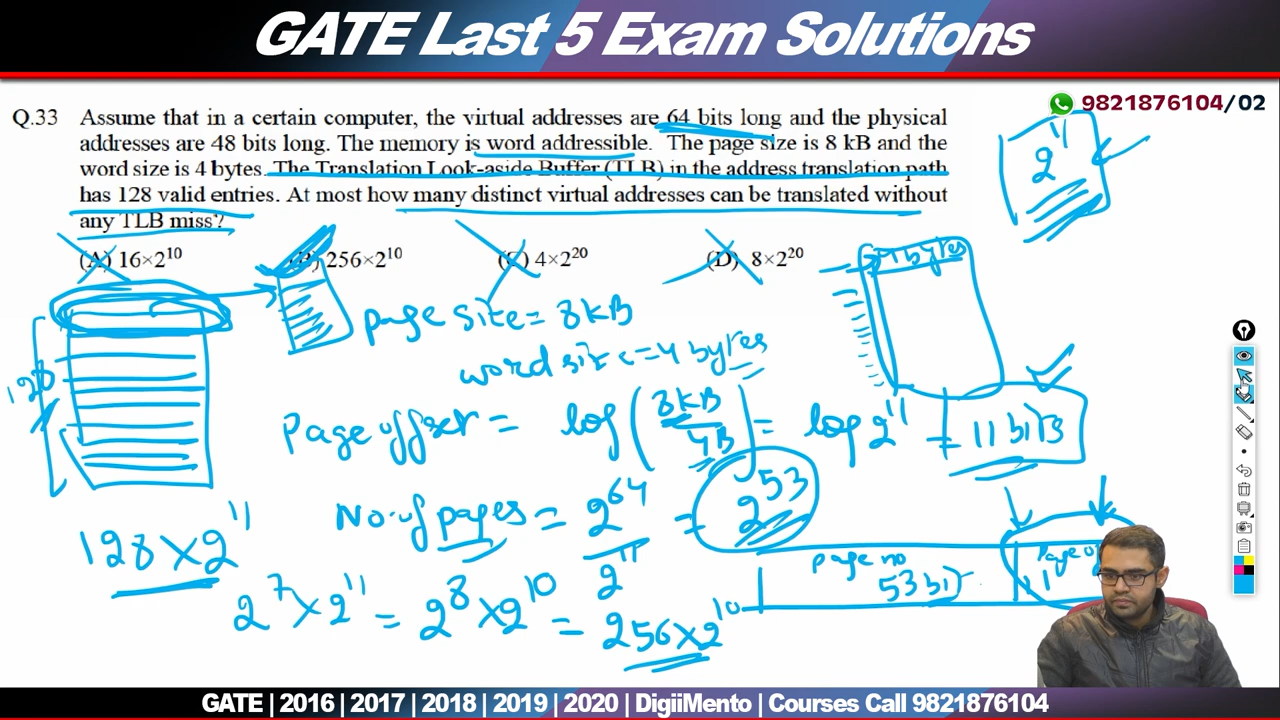 GATE Last 5 Exam Solutions
9821876104/02
Q.33 Assume that in a certain computer, the virtual addresses are 64 bits long and the physical
addresses are 48 bits long. The memory is word addressible. The page size is 8 kB and the
word size is 4 bytes. The Translation Look-aside Buffer (TLB) in the address translation path
has 128 valid entries. At most how many distinct virtual addresses can be translated without
any TLB miss?
2^11
(A) 16×2^10 (B) 256×2^10 (C) 4×2^20 (D) 8×2^20
4 bytes
page size = 8kB
word size = 4 bytes
128
Page offset = log (8kB/4B) = log 2^11 = 11 bits
No. of pages = 2^64/2^11 = 2^53
page no
53 bit
Page of
11
128×2^11
2^7×2^11 = 2^8×2^10 = 256×2^10
GATE | 2016 | 2017 | 2018 | 2019 | 2020 | DigiiMento | Courses Call 9821876104